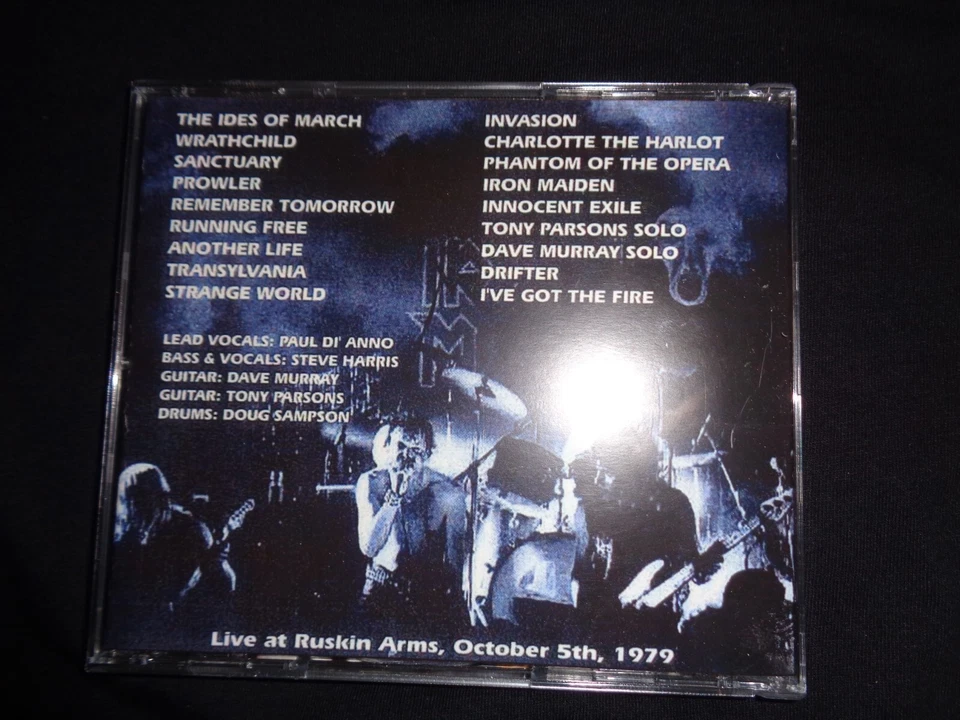 THE IDES OF MARCH
WRATHCHILD
SANCTUARY
PROWLER
REMEMBER TOMORROW
RUNNING FREE
ANOTHER LIFE
TRANSYLVANIA
STRANGE WORLD
INVASION
CHARLOTTE THE HARLOT
PHANTOM OF THE OPERA
IRON MAIDEN
INNOCENT EXILE
TONY PARSONS SOLO
DAVE MURRAY SOLO
DRIFTER
I'VE GOT THE FIRE
LEAD VOCALS: PAUL DI' ANNO
BASS & VOCALS: STEVE HARRIS
GUITAR: DAVE MURRAY
GUITAR: TONY PARSONS
DRUMS: DOUG SAMPSON
Live at Ruskin Arms, October 5th, 1979